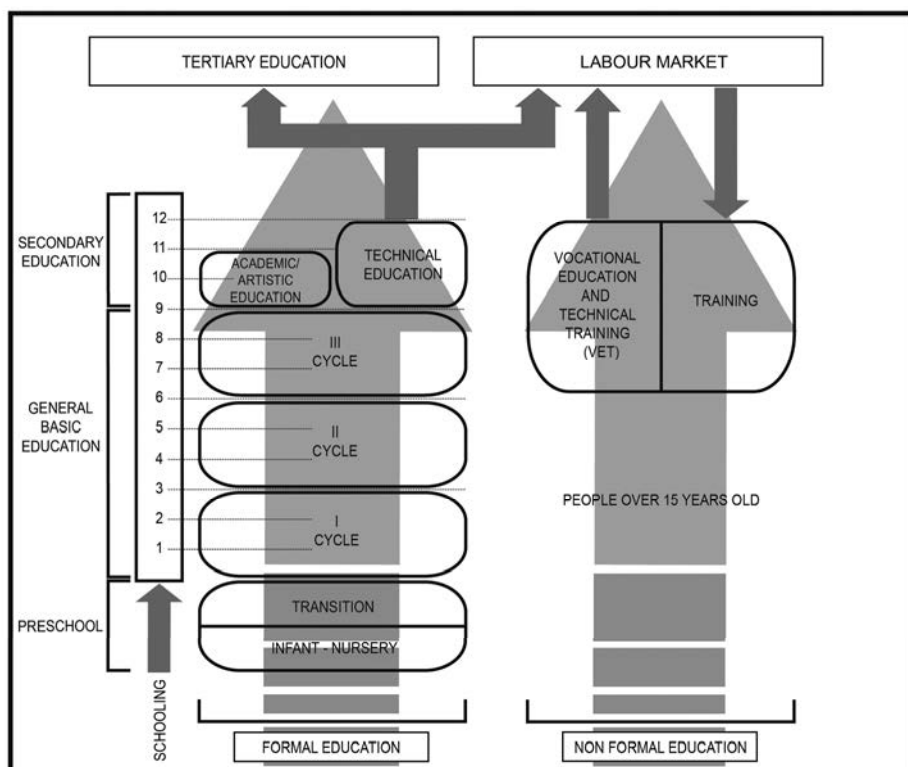 TERTIARY EDUCATION
LABOUR MARKET
SECONDARY
EDUCATION
12
11
10
9
ACADEMIC/
ARTISTIC
EDUCATION
TECHNICAL
EDUCATION
VOCATIONAL
EDUCATION
AND
TECHNICAL
TRAINING
(VET)
TRAINING
GENERAL
BASIC
EDUCATION
8
7
6
5
4
3
2
1
III
CYCLE
II
CYCLE
I
CYCLE
PEOPLE OVER 15 YEARS OLD
PRESCHOOL
TRANSITION
INFANT - NURSERY
SCHOOLING
FORMAL EDUCATION
NON FORMAL EDUCATION